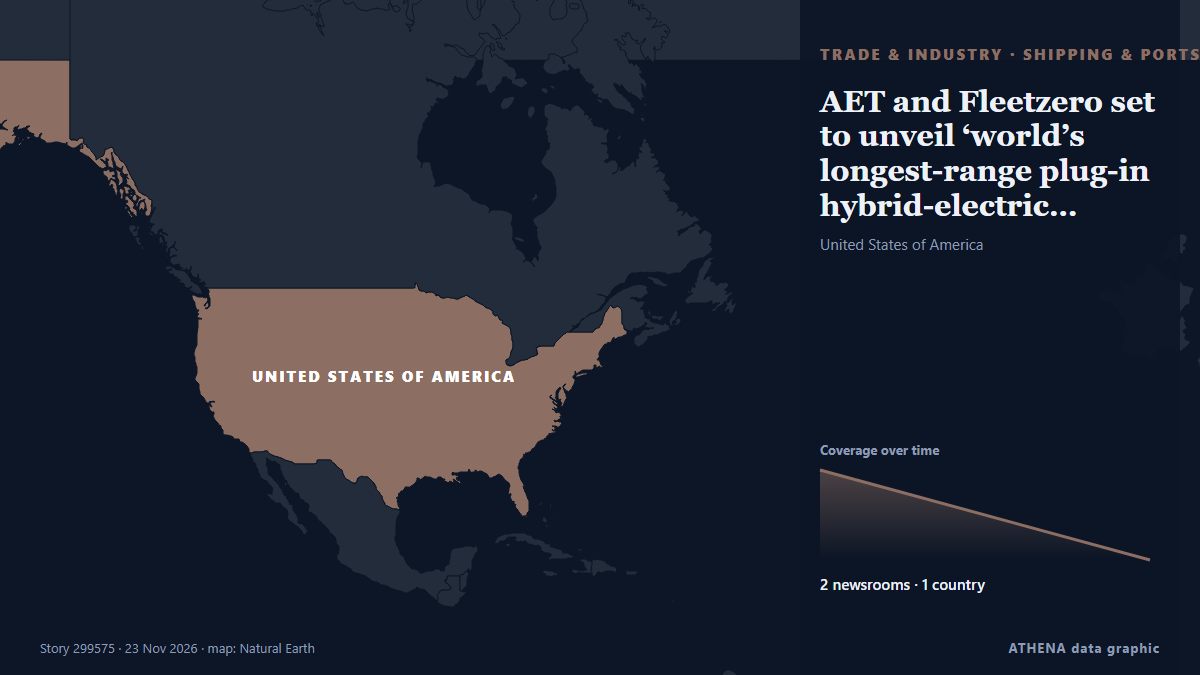 TRADE & INDUSTRY · SHIPPING & PORTS
AET and Fleetzero set
to unveil ‘world’s
longest-range plug-in
hybrid-electric...
United States of America
UNITED STATES OF AMERICA
Coverage over time
2 newsrooms · 1 country
Story 299575 · 23 Nov 2026 · map: Natural Earth
ATHENA data graphic